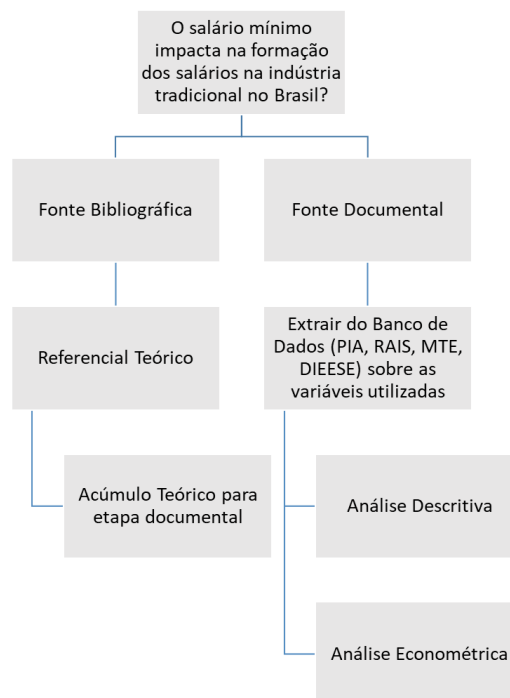 O salário mínimo
impacta na formação
dos salários na indústria
tradicional no Brasil?
Fonte Bibliográfica
Fonte Documental
Referencial Teórico
Extrair do Banco de
Dados (PIA, RAIS, MTE,
DIEESE) sobre as
variáveis utilizadas
Acúmulo Teórico para
etapa documental
Análise Descritiva
Análise Econométrica